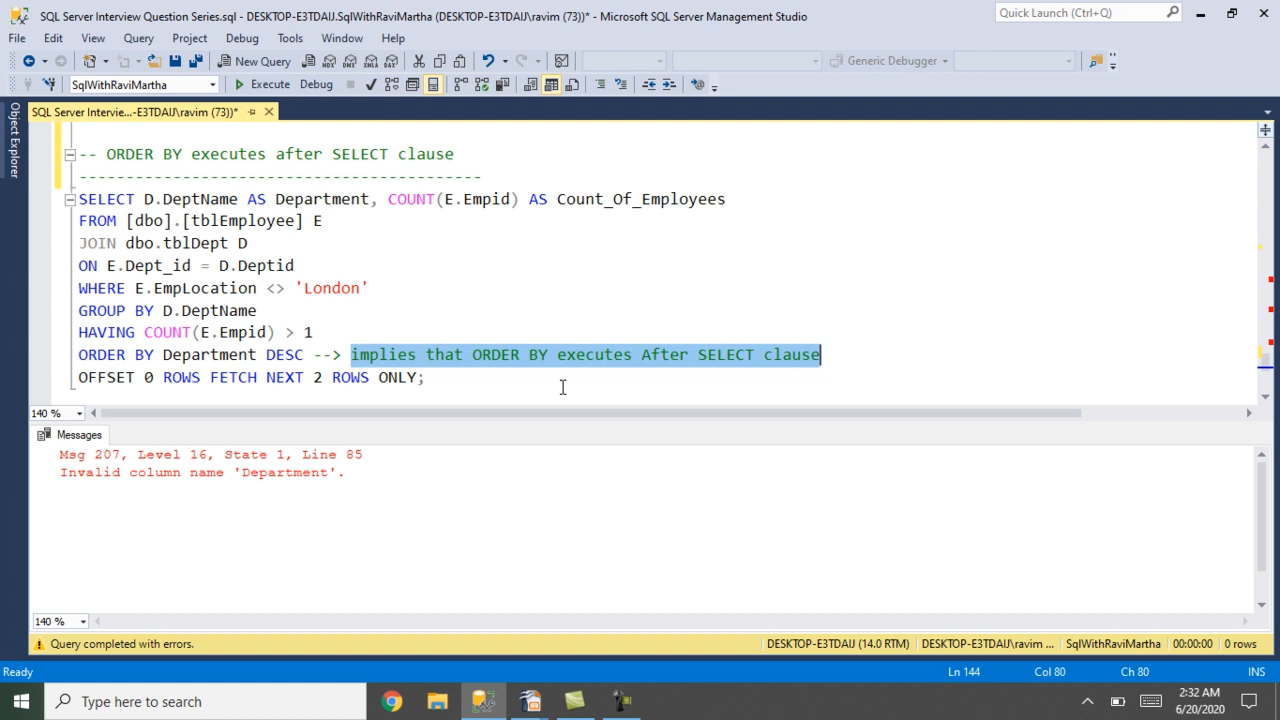 SQL Server Interview Question Series.sql - DESKTOP-E3TDAIJ.SqlWithRaviMartha (DESKTOP-E3TDAIJ\ravim (73))* - Microsoft SQL Server Management Studio
Quick Launch (Ctrl+Q)
File Edit View Query Project Debug Tools Window Help
New Query
Generic Debugger
SqlWithRaviMartha
Execute Debug
SQL Server Intervie...-E3TDAIJ\ravim (73))*
Object Explorer
-- ORDER BY executes after SELECT clause
-------------------------------------------
SELECT D.DeptName AS Department, COUNT(E.Empid) AS Count_Of_Employees
FROM [dbo].[tblEmployee] E
JOIN dbo.tblDept D
ON E.Dept_id = D.Deptid
WHERE E.EmpLocation <> 'London'
GROUP BY D.DeptName
HAVING COUNT(E.Empid) > 1
ORDER BY Department DESC --> implies that ORDER BY executes After SELECT clause
OFFSET 0 ROWS FETCH NEXT 2 ROWS ONLY;
140 %
Messages
Msg 207, Level 16, State 1, Line 85
Invalid column name 'Department'.
140 %
Query completed with errors. DESKTOP-E3TDAIJ (14.0 RTM) DESKTOP-E3TDAIJ\ravim ... SqlWithRaviMartha 00:00:00 0 rows
Ready Ln 144 Col 80 Ch 80 INS
Type here to search
2:32 AM
6/20/2020